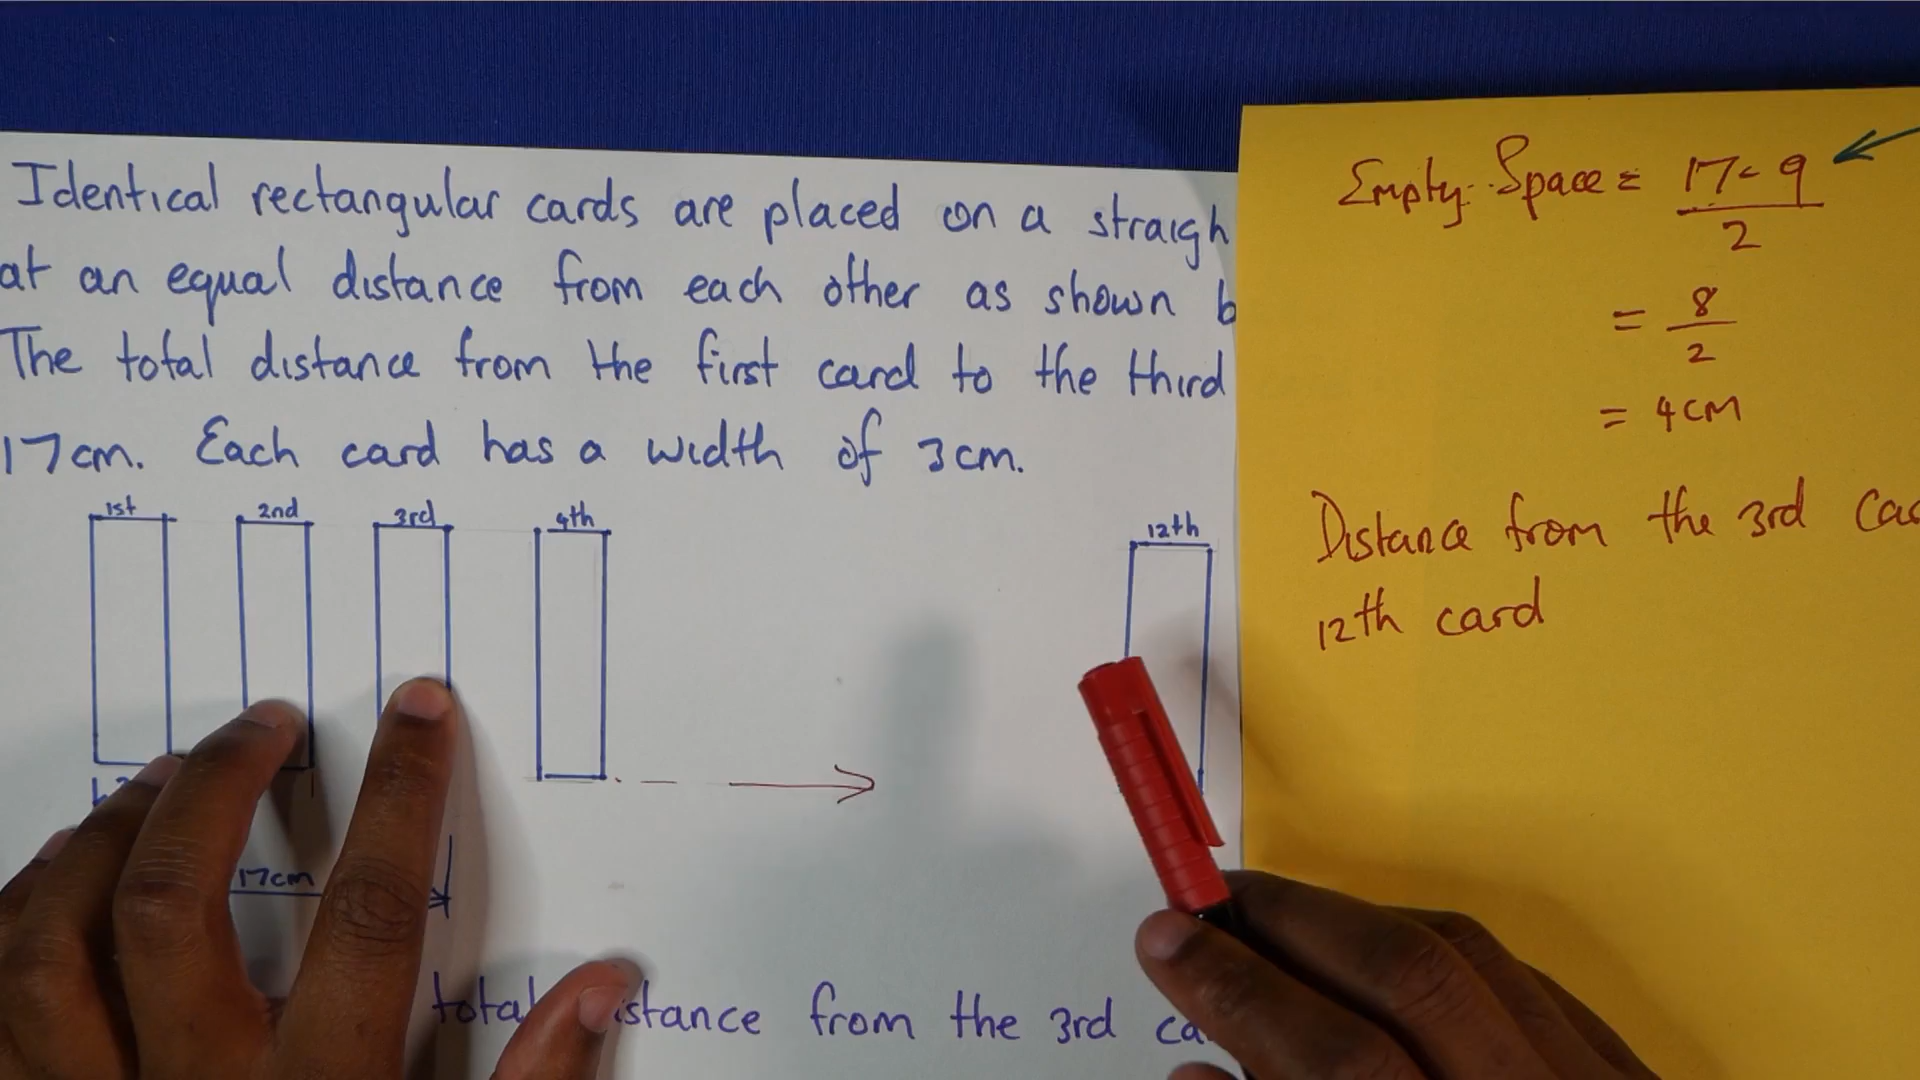 Identical rectangular cards are placed on a straigh
at an equal distance from each other as shown b
The total distance from the first card to the third
17cm. Each card has a width of 3cm.
1st 2nd 3rd 4th 12th
17cm
total istance from the 3rd ca
Empty Space = 17-9
2
= 8
2
= 4cm
Distance from the 3rd Ca
12th card